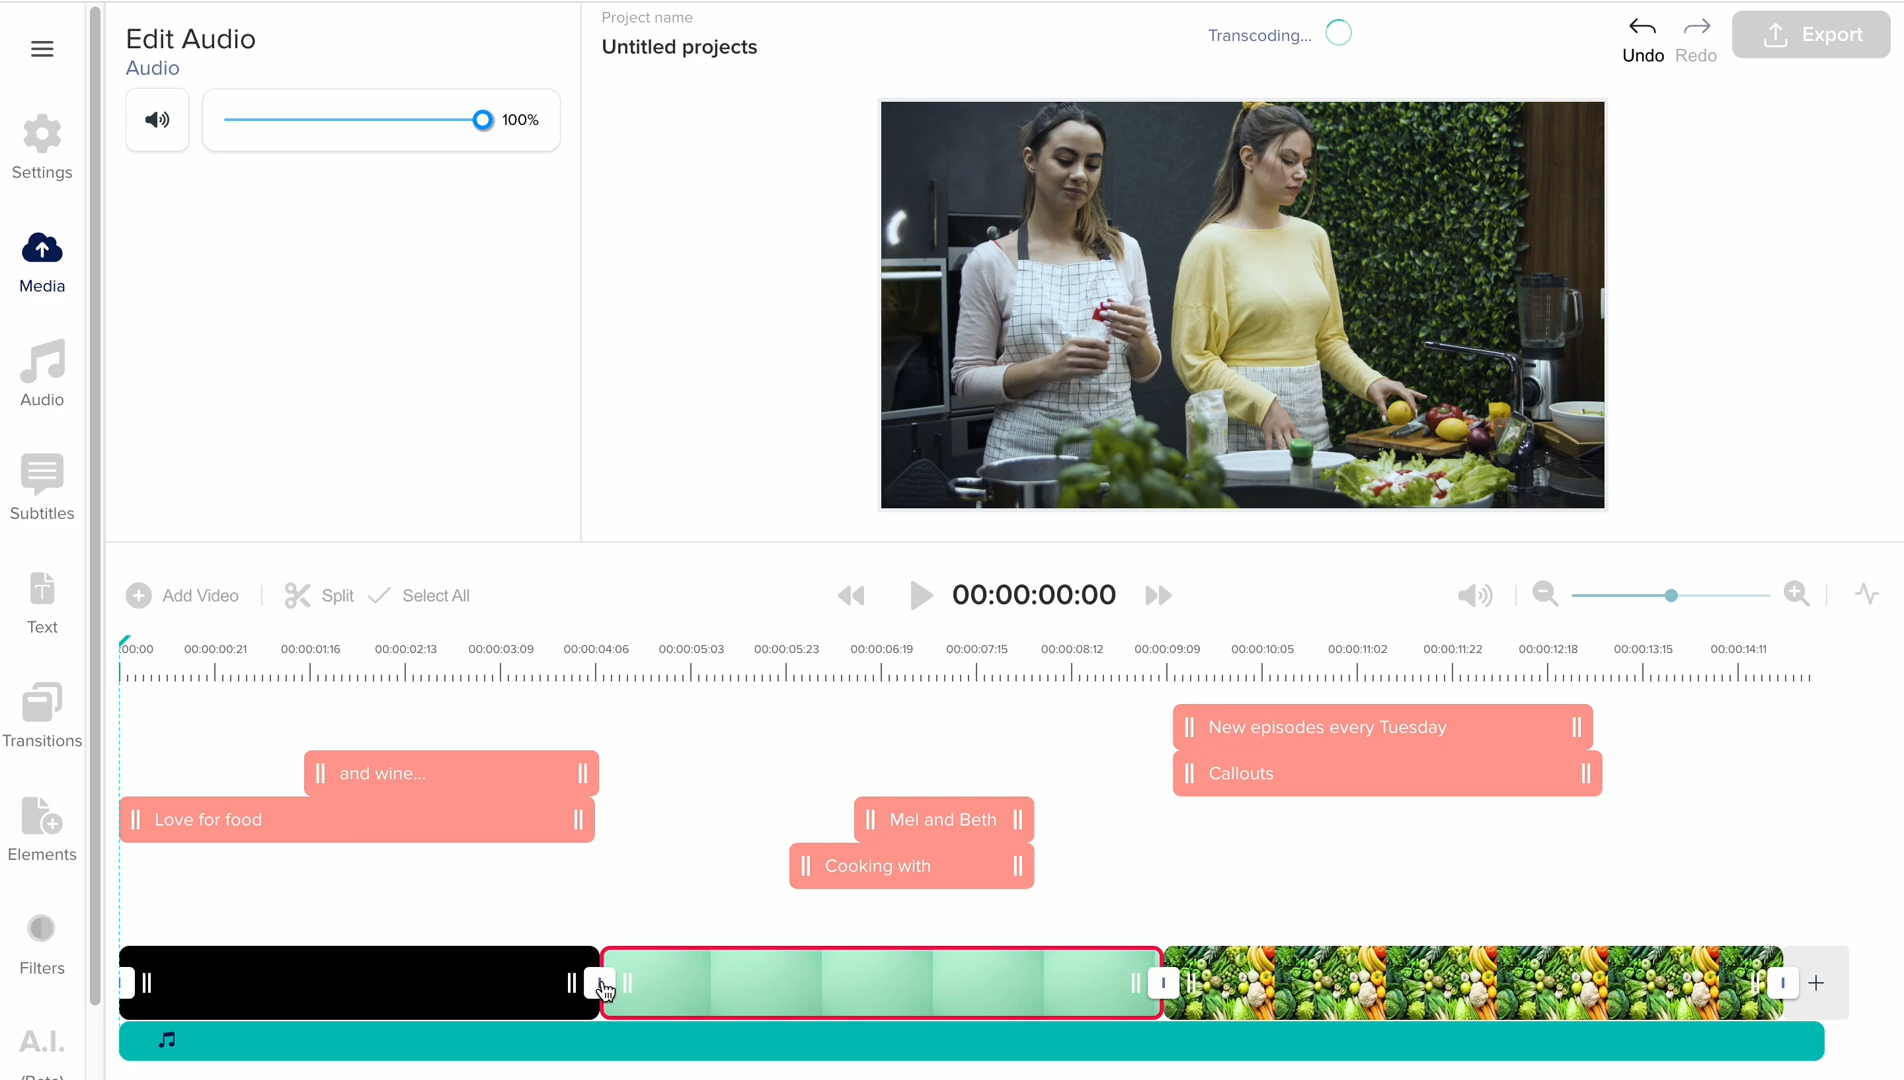 Edit Audio
Audio
100%
Project name
Untitled projects
Transcoding...
Undo
Redo
Export
Settings
Media
Audio
Subtitles
Text
Transitions
Elements
Filters
A.I.
(Beta)
Add Video
Split
Select All
00:00:00:00
:00:00
00:00:00:21
00:00:01:16
00:00:02:13
00:00:03:09
00:00:04:06
00:00:05:03
00:00:05:23
00:00:06:19
00:00:07:15
00:00:08:12
00:00:09:09
00:00:10:05
00:00:11:02
00:00:11:22
00:00:12:18
00:00:13:15
00:00:14:11
New episodes every Tuesday
and wine...
Callouts
Love for food
Mel and Beth
Cooking with